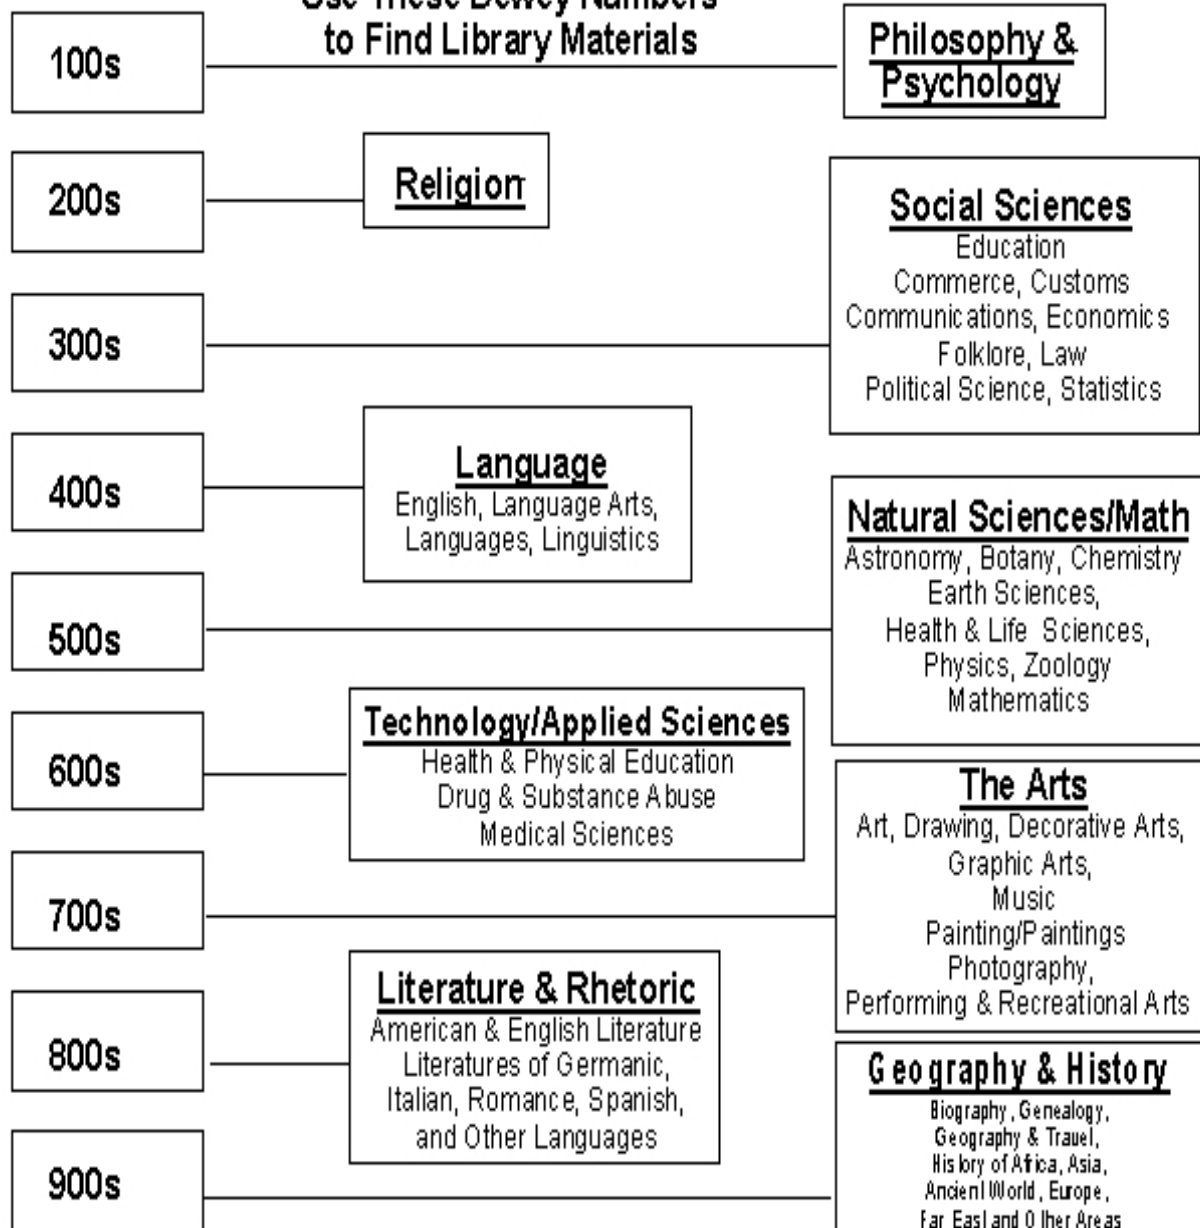 Use These Dewey Numbers
to Find Library Materials
100s
Philosophy &
Psychology
200s
Religion
300s
Social Sciences
Education
Commerce, Customs
Communications, Economics
Folklore, Law
Political Science, Statistics
400s
Language
English, Language Arts,
Languages, Linguistics
500s
Natural Sciences/Math
Astronomy, Botany, Chemistry
Earth Sciences,
Health & Life Sciences,
Physics, Zoology
Mathematics
600s
Technology/Applied Sciences
Health & Physical Education
Drug & Substance Abuse
Medical Sciences
700s
The Arts
Art, Drawing, Decorative Arts,
Graphic Arts,
Music
Painting/Paintings
Photography,
Performing & Recreational Arts
800s
Literature & Rhetoric
American & English Literature
Literatures of Germanic,
Italian, Romance, Spanish,
and Other Languages
900s
Geography & History
Biography, Genealogy,
Geography & Travel,
History of Africa, Asia,
Ancient World, Europe,
Far East and Other Areas